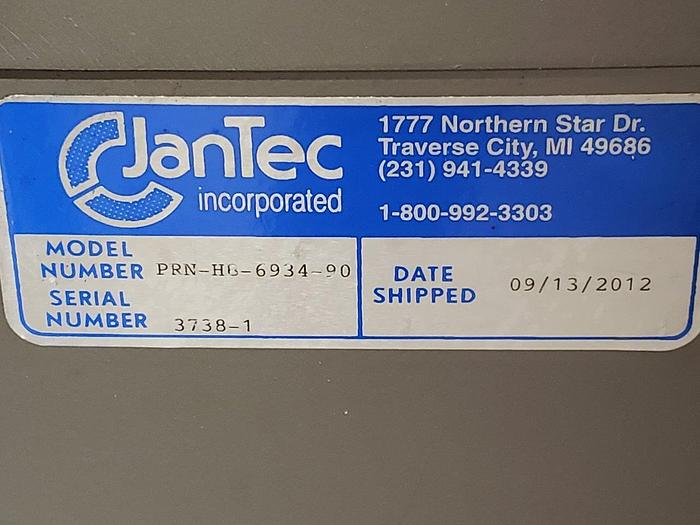 JanTec
incorporated
1777 Northern Star Dr.
Traverse City, MI 49686
(231) 941-4339
1-800-992-3303
MODEL
NUMBER PRN-HG-6934-90
SERIAL
NUMBER 3738-1
DATE
SHIPPED 09/13/2012